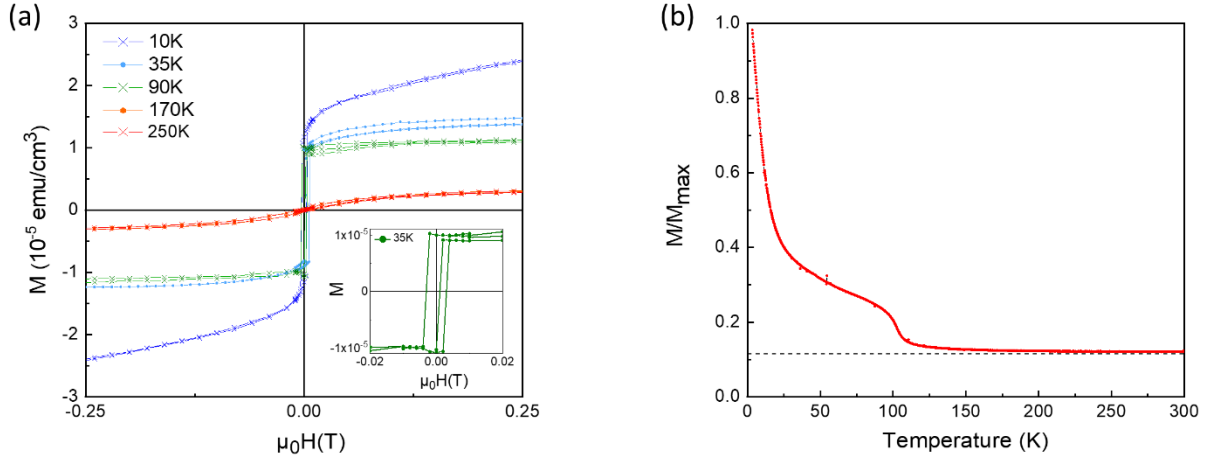 (a)
3
2
1
0
-1
-2
-3
M (10⁻⁵ emu/cm³)
10K
35K
90K
170K
250K
1x10⁻⁵
0
-1x10⁻⁵
M
35K
-0.02 0.00 0.02
μ₀H(T)
-0.25 0.00 0.25
μ₀H(T)
(b)
1.0
0.8
0.6
0.4
0.2
0.0
M/Mmax
0 50 100 150 200 250 300
Temperature (K)